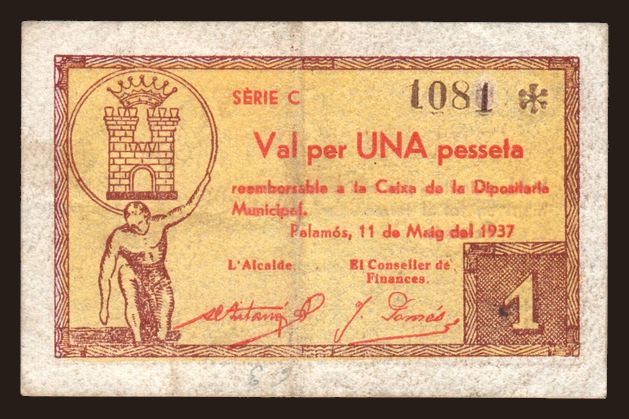 SÈRIE C 1081
Val per UNA pesseta
reemborsable a la Caixa de la Dipositaria
Municipal.
Palamós, 11 de Maig del 1937
L'Alcalde, El Conseller de
Finances.
1